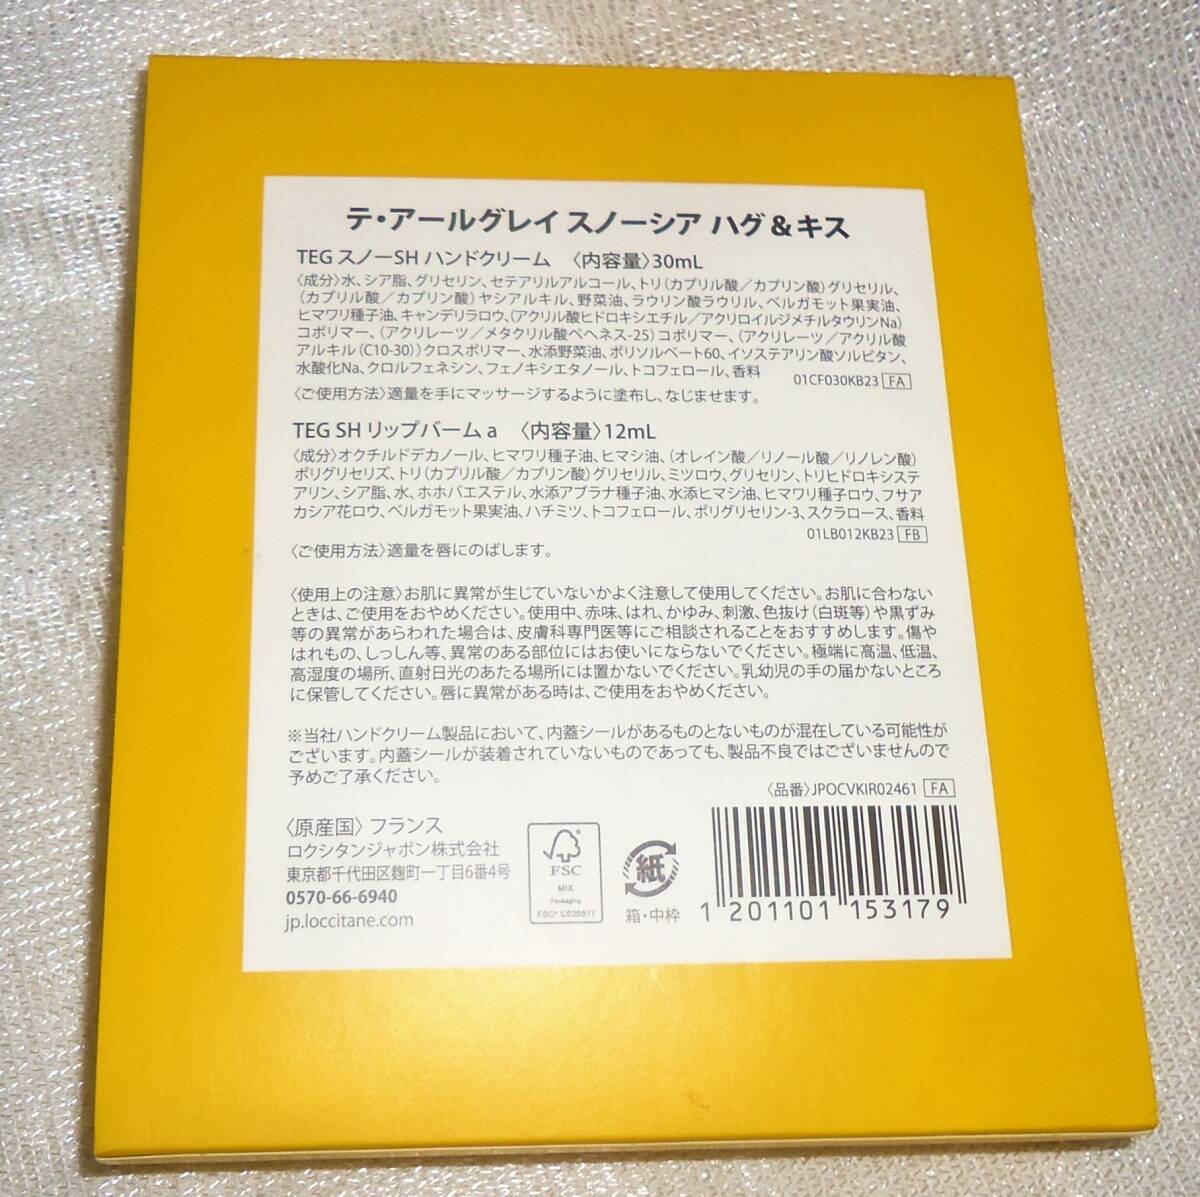 テ・アールグレイ スノーシア ハグ＆キス
TEG スノーSH ハンドクリーム 〈内容量〉30mL
〈成分〉水、シア脂、グリセリン、セテアリルアルコール、トリ（カプリル酸／カプリン酸）グリセリル、
（カプリル酸／カプリン酸）ヤシアルキル、野菜油、ラウリン酸ラウリル、ベルガモット果実油、
ヒマワリ種子油、キャンデリラロウ、（アクリル酸ヒドロキシエチル／アクリロイルジメチルタウリンNa）
コポリマー、（アクリレーツ／メタクリル酸ベヘネス-25）コポリマー、（アクリレーツ／アクリル酸
アルキル（C10-30））クロスポリマー、水添野菜油、ポリソルベート60、イソステアリン酸ソルビタン、
水酸化Na、クロルフェネシン、フェノキシエタノール、トコフェロール、香料 01CF030KB23 FA
〈ご使用方法〉適量を手にマッサージするように塗布し、なじませます。
TEG SH リップバーム a 〈内容量〉12mL
〈成分〉オクチルドデカノール、ヒマワリ種子油、ヒマシ油、（オレイン酸／リノール酸／リノレン酸）
ポリグリセリズ、トリ（カプリル酸／カプリン酸）グリセリル、ミツロウ、グリセリン、トリヒドロキシステ
アリン、シア脂、水、ホホバエステル、水添アブラナ種子油、水添ヒマシ油、ヒマワリ種子ロウ、フサア
カシア花ロウ、ベルガモット果実油、ハチミツ、トコフェロール、ポリグリセリン-3、スクラロース、香料
01LB012KB23 FB
〈ご使用方法〉適量を唇にのばします。
〈使用上の注意〉お肌に異常が生じていないかよく注意して使用してください。お肌に合わない
ときは、ご使用をおやめください。使用中、赤味、はれ、かゆみ、刺激、色抜け（白斑等）や黒ずみ
等の異常があらわれた場合は、皮膚科専門医等にご相談されることをおすすめします。傷や
はれもの、しっしん等、異常のある部位にはお使いにならないでください。極端に高温、低温、
高湿度の場所、直射日光のあたる場所には置かないでください。乳幼児の手の届かないところ
に保管してください。唇に異常がある時は、ご使用をおやめください。
※当社ハンドクリーム製品において、内蓋シールがあるものとないものが混在している可能性が
ございます。内蓋シールが装着されていないものであっても、製品不良ではございませんので
予めご了承ください。
〈品番〉JPOCVKIR02461 FA
〈原産国〉フランス
ロクシタンジャポン株式会社
東京都千代田区麹町一丁目6番4号
0570-66-6940
jp.loccitane.com
FSC
MIX
Packaging
FSC® C020517
紙
箱・中枠
1 201101 153179